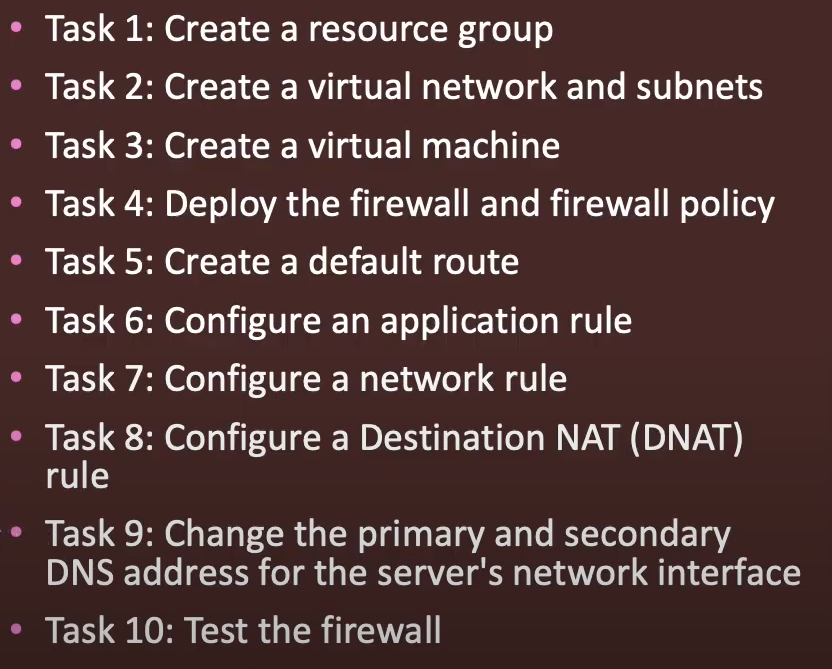 • Task 1: Create a resource group
• Task 2: Create a virtual network and subnets
• Task 3: Create a virtual machine
• Task 4: Deploy the firewall and firewall policy
• Task 5: Create a default route
• Task 6: Configure an application rule
• Task 7: Configure a network rule
• Task 8: Configure a Destination NAT (DNAT)
rule
• Task 9: Change the primary and secondary
DNS address for the server's network interface
• Task 10: Test the firewall